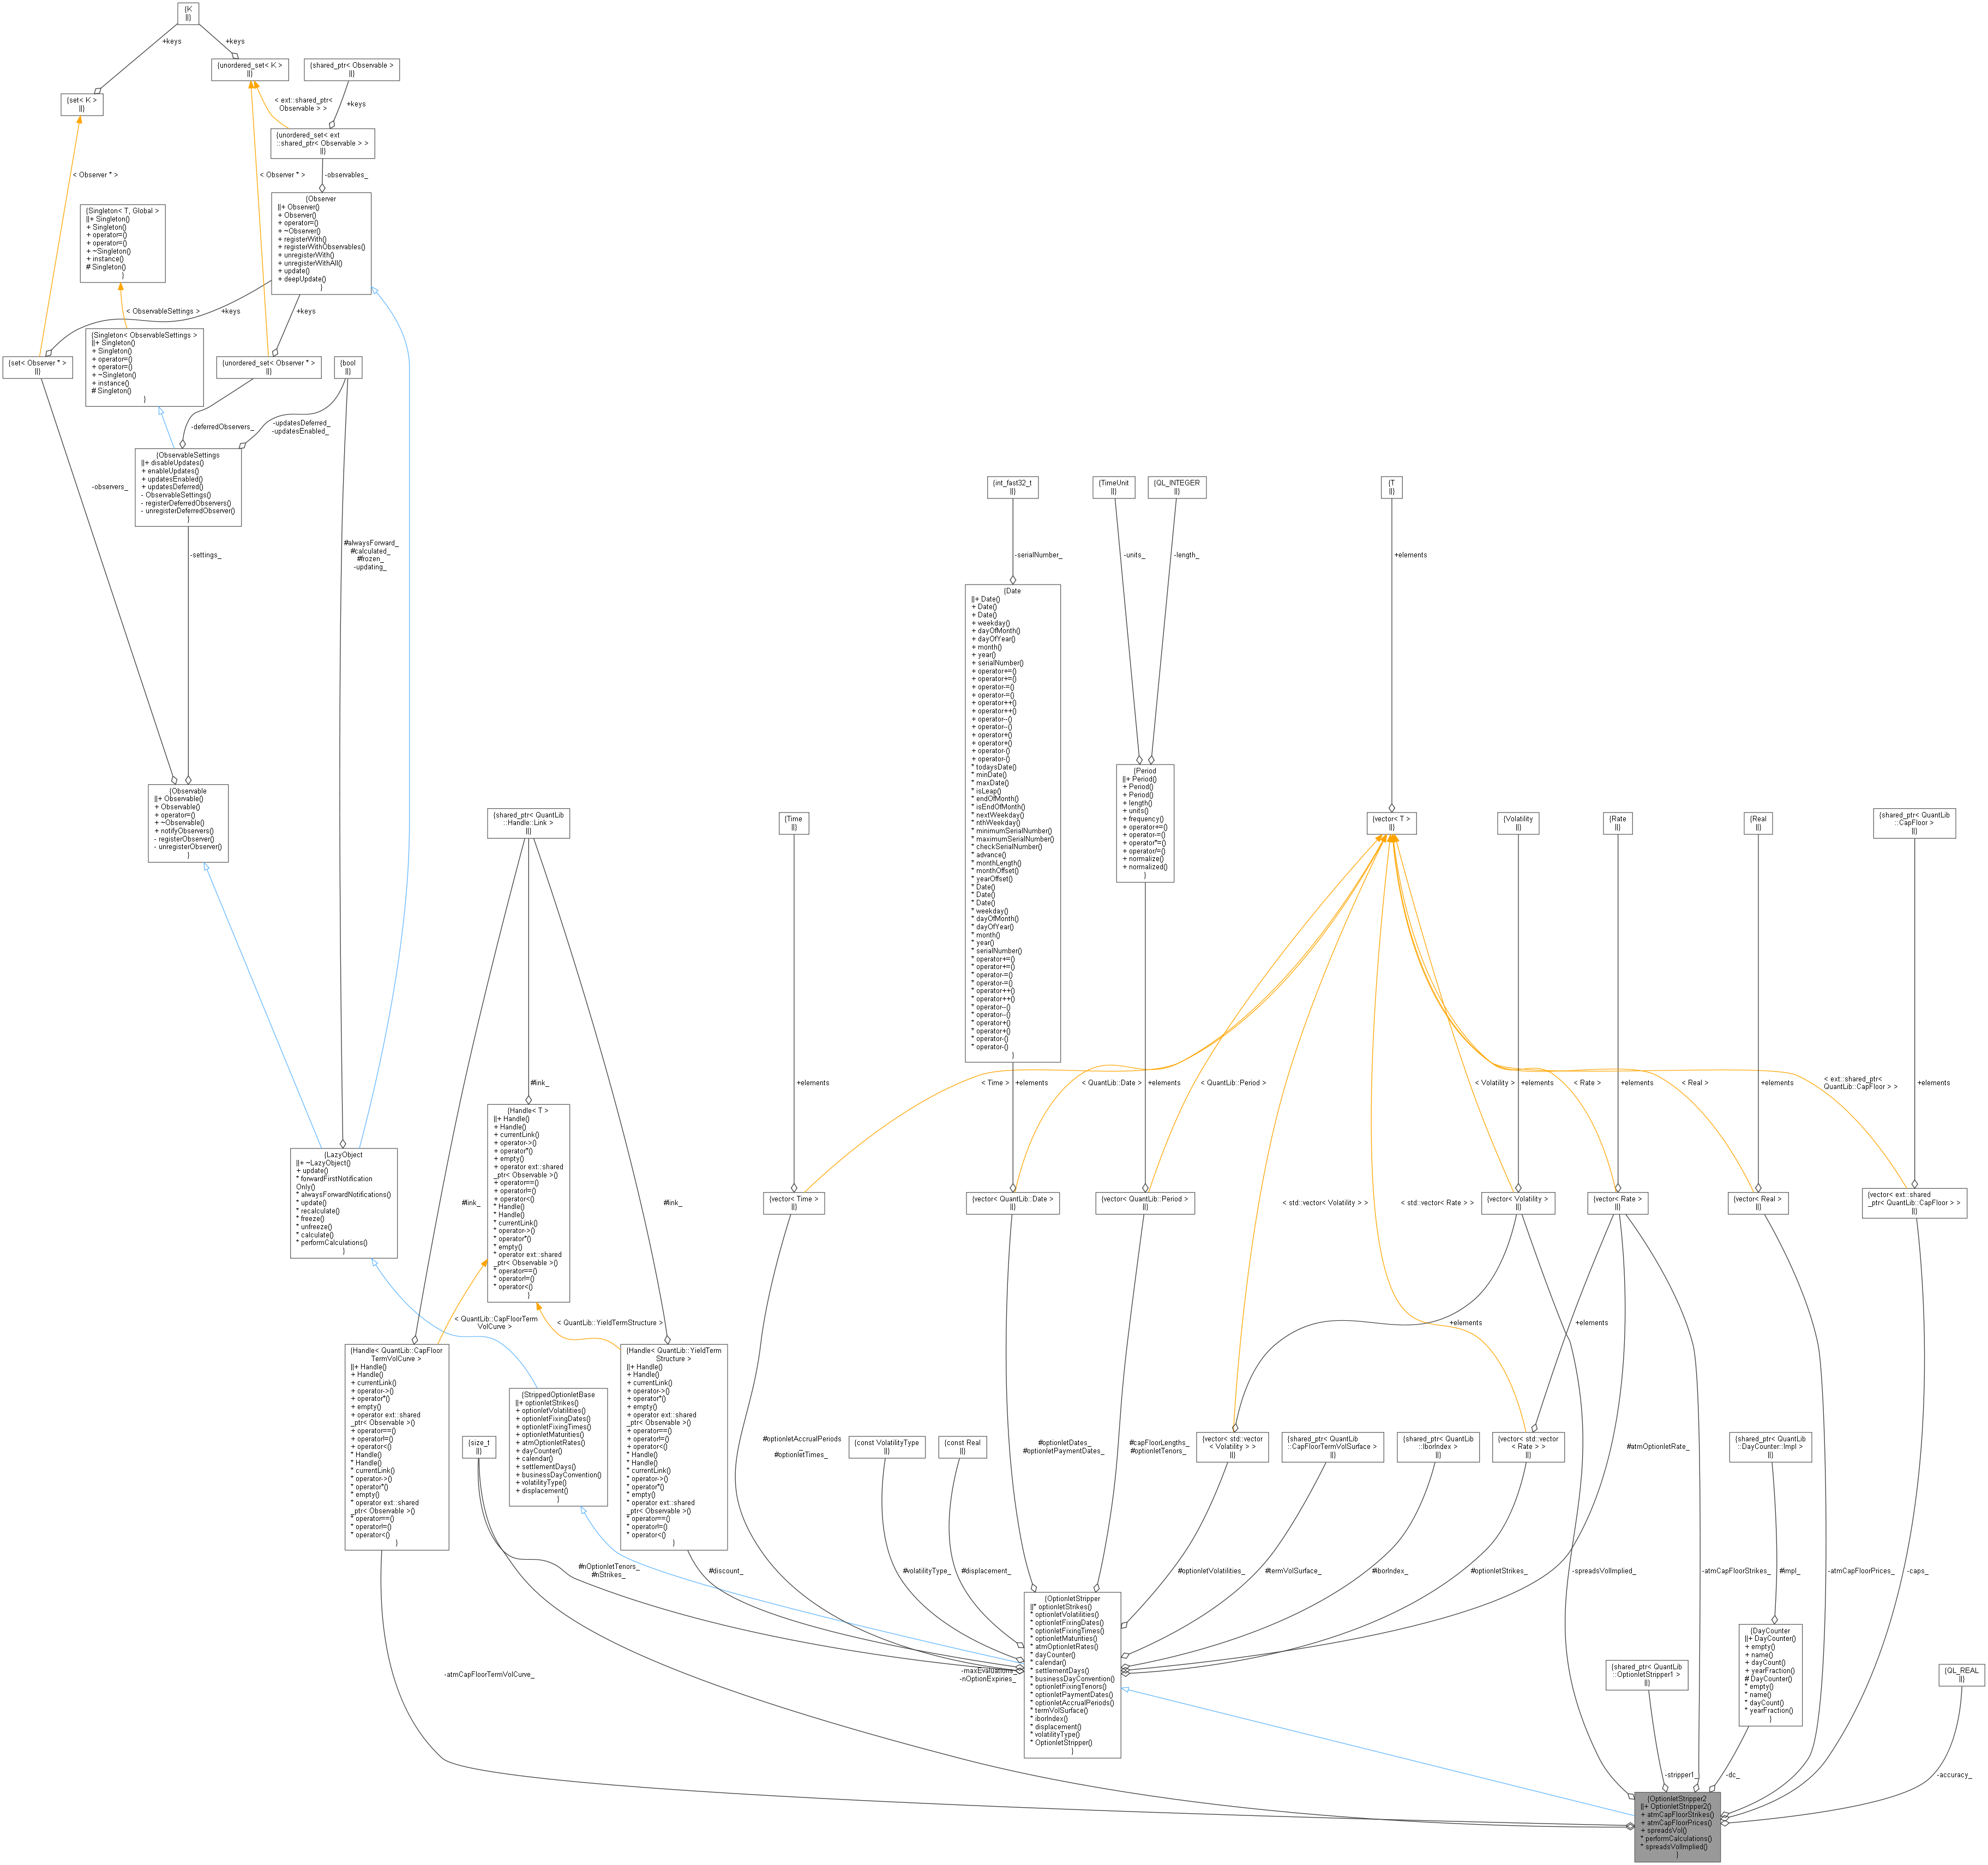 {K
||}
+keys
+keys
{unordered_set< K >
||}
{shared_ptr< Observable >
||}
{set< K >
||}
< ext::shared_ptr<
Observable > >
+keys
{unordered_set< ext
::shared_ptr< Observable > >
||}
< Observer * >
< Observer * >
-observables_
{Observer
||+ Observer()
+ Observer()
+ operator=()
+ ~Observer()
+ registerWith()
+ registerWithObservables()
+ unregisterWith()
+ unregisterWithAll()
+ update()
+ deepUpdate()
}
{Singleton< T, Global >
||+ Singleton()
+ Singleton()
+ operator=()
+ operator=()
+ ~Singleton()
+ instance()
# Singleton()
}
< ObservableSettings >
+keys
+keys
{Singleton< ObservableSettings >
||+ Singleton()
+ Singleton()
+ operator=()
+ operator=()
+ ~Singleton()
+ instance()
# Singleton()
}
{set< Observer * >
||}
{unordered_set< Observer * >
||}
{bool
||}
-deferredObservers_
-updatesDeferred_
-updatesEnabled_
{ObservableSettings
||+ disableUpdates()
+ enableUpdates()
+ updatesEnabled()
+ updatesDeferred()
- ObservableSettings()
- registerDeferredObservers()
- unregisterDeferredObserver()
}
-observers_
-settings_
#alwaysForward_
#calculated_
#frozen_
-updating_
{int_fast32_t
||}
{TimeUnit
||}
{QL_INTEGER
||}
{T
||}
-serialNumber_
-units_
-length_
+elements
{Date
||+ Date()
+ Date()
+ Date()
+ weekday()
+ dayOfMonth()
+ dayOfYear()
+ month()
+ year()
+ serialNumber()
+ operator+=()
+ operator+=()
+ operator-=()
+ operator-=()
+ operator++()
+ operator++()
+ operator--()
+ operator--()
+ operator+()
+ operator+()
+ operator-()
+ operator-()
* todaysDate()
* minDate()
* maxDate()
* isLeap()
* endOfMonth()
* isEndOfMonth()
* nextWeekday()
* nthWeekday()
* minimumSerialNumber()
* maximumSerialNumber()
* checkSerialNumber()
* advance()
* monthLength()
* monthOffset()
* yearOffset()
* Date()
* Date()
* Date()
* weekday()
* dayOfMonth()
* dayOfYear()
* month()
* year()
* serialNumber()
* operator+=()
* operator+=()
* operator-=()
* operator-=()
* operator++()
* operator++()
* operator--()
* operator--()
* operator+()
* operator+()
* operator-()
* operator-()
}
{Period
||+ Period()
+ Period()
+ Period()
+ length()
+ units()
+ frequency()
+ operator+=()
+ operator-=()
+ operator*=()
+ operator/=()
+ normalize()
+ normalized()
}
{Observable
||+ Observable()
+ Observable()
+ operator=()
+ ~Observable()
+ notifyObservers()
- registerObserver()
- unregisterObserver()
}
{shared_ptr< QuantLib
::Handle::Link >
||}
{Time
||}
{vector< T >
||}
{Volatility
||}
{Rate
||}
{Real
||}
{shared_ptr< QuantLib
::CapFloor >
||}
#link_
#link_
#link_
+elements
< Time >
+elements
< QuantLib::Date >
+elements
< QuantLib::Period >
< Volatility >
+elements
< Rate >
+elements
< Real >
+elements
< ext::shared_ptr<
QuantLib::CapFloor > >
+elements
{Handle< T >
||+ Handle()
+ Handle()
+ currentLink()
+ operator->()
+ operator*()
+ empty()
+ operator ext::shared
_ptr< Observable >()
+ operator==()
+ operator!=()
+ operator<()
* Handle()
* Handle()
* currentLink()
* operator->()
* operator*()
* empty()
* operator ext::shared
_ptr< Observable >()
* operator==()
* operator!=()
* operator<()
}
{LazyObject
||+ ~LazyObject()
+ update()
* forwardFirstNotification
Only()
* alwaysForwardNotifications()
* update()
* recalculate()
* freeze()
* unfreeze()
* calculate()
* performCalculations()
}
{vector< Time >
||}
{vector< QuantLib::Date >
||}
{vector< QuantLib::Period >
||}
< std::vector< Volatility > >
< std::vector< Rate > >
{vector< Volatility >
||}
{vector< Rate >
||}
{vector< Real >
||}
{vector< ext::shared
_ptr< QuantLib::CapFloor > >
||}
< QuantLib::CapFloorTerm
VolCurve >
< QuantLib::YieldTermStructure >
+elements
+elements
{Handle< QuantLib::CapFloor
TermVolCurve >
||+ Handle()
+ Handle()
+ currentLink()
+ operator->()
+ operator*()
+ empty()
+ operator ext::shared
_ptr< Observable >()
+ operator==()
+ operator!=()
+ operator<()
* Handle()
* Handle()
* currentLink()
* operator->()
* operator*()
* empty()
* operator ext::shared
_ptr< Observable >()
* operator==()
* operator!=()
* operator<()
}
{StrippedOptionletBase
||+ optionletStrikes()
+ optionletVolatilities()
+ optionletFixingDates()
+ optionletFixingTimes()
+ optionletMaturities()
+ atmOptionletRates()
+ dayCounter()
+ calendar()
+ settlementDays()
+ businessDayConvention()
+ volatilityType()
+ displacement()
}
{Handle< QuantLib::YieldTerm
Structure >
||+ Handle()
+ Handle()
+ currentLink()
+ operator->()
+ operator*()
+ empty()
+ operator ext::shared
_ptr< Observable >()
+ operator==()
+ operator!=()
+ operator<()
* Handle()
* Handle()
* currentLink()
* operator->()
* operator*()
* empty()
* operator ext::shared
_ptr< Observable >()
* operator==()
* operator!=()
* operator<()
}
{size_t
||}
#optionletAccrualPeriods
_
#optionletTimes_
{const VolatilityType
||}
{const Real
||}
#optionletDates_
#optionletPaymentDates_
#capFloorLengths_
#optionletTenors_
{vector< std::vector
< Volatility > >
||}
{shared_ptr< QuantLib
::CapFloorTermVolSurface >
||}
{shared_ptr< QuantLib
::IborIndex >
||}
{vector< std::vector
< Rate > >
||}
#atmOptionletRate_
{shared_ptr< QuantLib
::DayCounter::Impl >
||}
#nOptionletTenors_
#nStrikes_
#discount_
#volatilityType_
#displacement_
#optionletVolatilities_
#termVolSurface_
#iborIndex_
#optionletStrikes_
-spreadsVolImplied_
-atmCapFloorStrikes_
#impl_
-atmCapFloorPrices_
-caps_
{OptionletStripper
||* optionletStrikes()
* optionletVolatilities()
* optionletFixingDates()
* optionletFixingTimes()
* optionletMaturities()
* atmOptionletRates()
* dayCounter()
* calendar()
* settlementDays()
* businessDayConvention()
* optionletFixingTenors()
* optionletPaymentDates()
* optionletAccrualPeriods()
* termVolSurface()
* iborIndex()
* displacement()
* volatilityType()
* OptionletStripper()
}
{DayCounter
||+ DayCounter()
+ empty()
+ name()
+ dayCount()
+ yearFraction()
# DayCounter()
* empty()
* name()
* dayCount()
* yearFraction()
}
-atmCapFloorTermVolCurve_
-maxEvaluations_
-nOptionExpiries_
{shared_ptr< QuantLib
::OptionletStripper1 >
||}
{QL_REAL
||}
-stripper1_
-dc_
-accuracy_
{OptionletStripper2
||+ OptionletStripper2()
+ atmCapFloorStrikes()
+ atmCapFloorPrices()
+ spreadsVol()
* performCalculations()
* spreadsVolImplied()
}